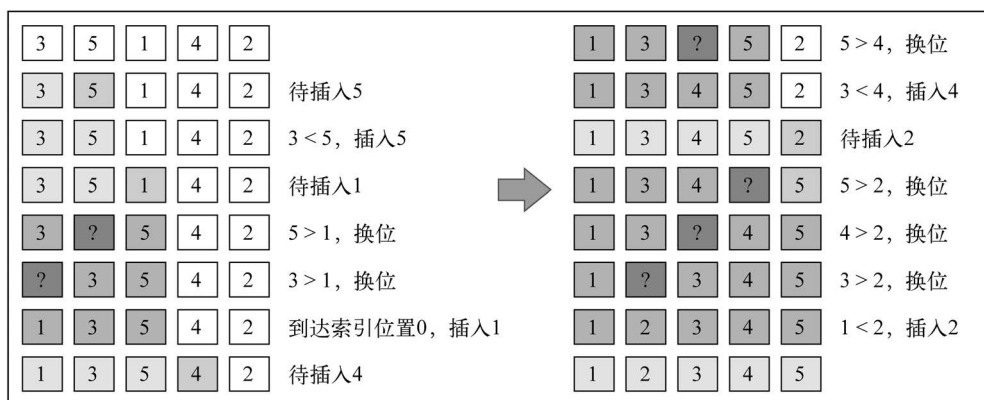 3 5 1 4 2
3 5 1 4 2 待插入5
3 5 1 4 2 3<5，插入5
3 5 1 4 2 待插入1
3 ? 5 4 2 5>1，换位
? 3 5 4 2 3>1，换位
1 3 5 4 2 到达索引位置0，插入1
1 3 5 4 2 待插入4
1 3 ? 5 2 5>4，换位
1 3 4 5 2 3<4，插入4
1 3 4 5 2 待插入2
1 3 4 ? 5 5>2，换位
1 3 ? 4 5 4>2，换位
1 ? 3 4 5 3>2，换位
1 2 3 4 5 1<2，插入2
1 2 3 4 5